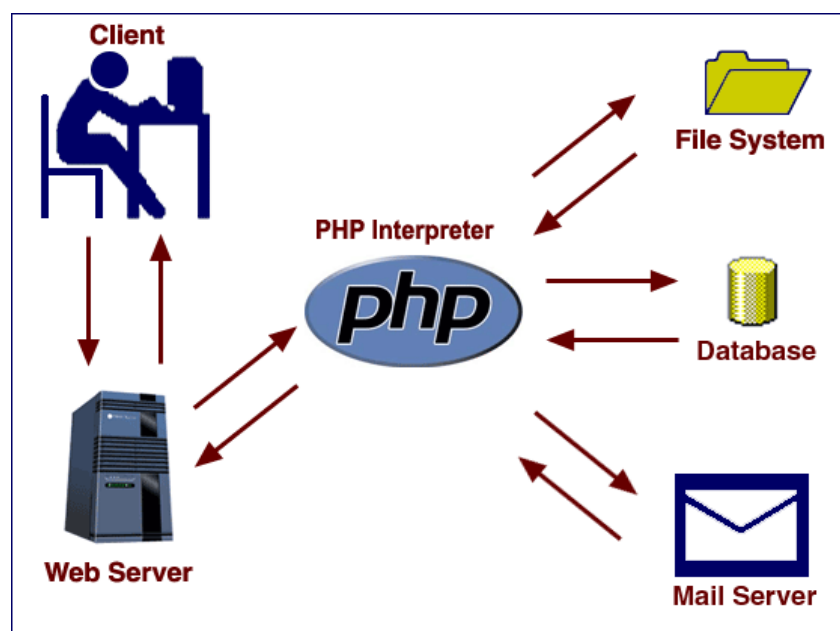 Client
File System
PHP Interpreter
php
Database
Web Server
Mail Server